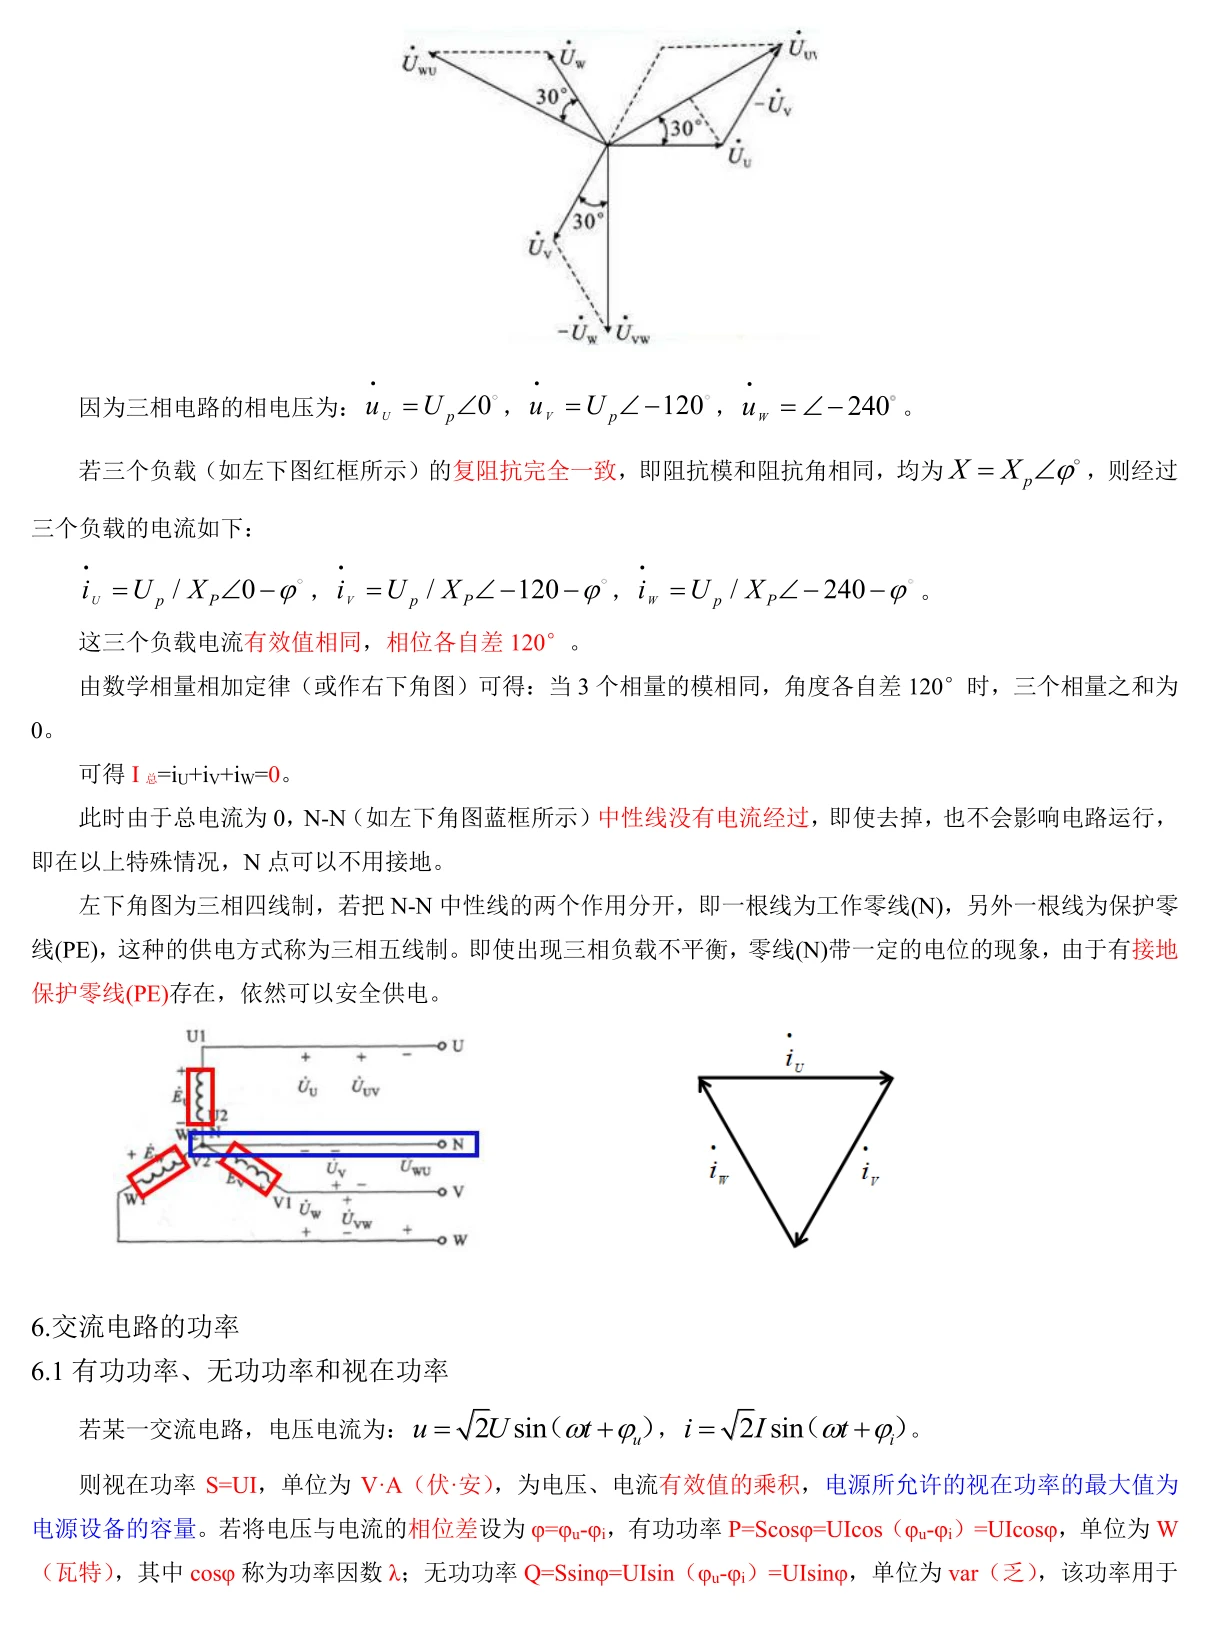 U̇WU
U̇W
U̇UV
30°
-U̇V
30°
U̇U
30°
U̇V
-U̇W U̇VW
因为三相电路的相电压为：u̇U =Up∠0°，u̇V =Up∠−120°，u̇W =∠−240°。
若三个负载（如左下图红框所示）的复阻抗完全一致，即阻抗模和阻抗角相同，均为 X = Xp∠φ°，则经过
三个负载的电流如下：
i̇U =Up / XP∠0−φ°，i̇V =Up / XP∠−120−φ°，i̇W =Up / XP∠−240−φ°。
这三个负载电流有效值相同，相位各自差 120°。
由数学相量相加定律（或作右下角图）可得：当 3 个相量的模相同，角度各自差 120°时，三个相量之和为
0。
可得 I 总=iU+iV+iW=0。
此时由于总电流为 0，N-N（如左下角图蓝框所示）中性线没有电流经过，即使去掉，也不会影响电路运行，
即在以上特殊情况，N 点可以不用接地。
左下角图为三相四线制，若把 N-N 中性线的两个作用分开，即一根线为工作零线(N)，另外一根线为保护零
线(PE)，这种的供电方式称为三相五线制。即使出现三相负载不平衡，零线(N)带一定的电位的现象，由于有接地
保护零线(PE)存在，依然可以安全供电。
U1
U
+ + + −
U̇U U̇UV
U2
N
V2
− −
U̇V UWU
+ −
V
W1
V1
U̇W
+
U̇VW
+ − +
W
i̇U
i̇W
i̇V
6.交流电路的功率
6.1 有功功率、无功功率和视在功率
若某一交流电路，电压电流为：u = √2U sin（ωt + φu），i = √2I sin（ωt + φi）。
则视在功率 S=UI，单位为 V·A（伏·安），为电压、电流有效值的乘积，电源所允许的视在功率的最大值为
电源设备的容量。若将电压与电流的相位差设为 φ=φu-φi，有功功率 P=Scosφ=UIcos（φu-φi）=UIcosφ，单位为 W
（瓦特），其中 cosφ 称为功率因数 λ；无功功率 Q=Ssinφ=UIsin（φu-φi）=UIsinφ，单位为 var（乏），该功率用于